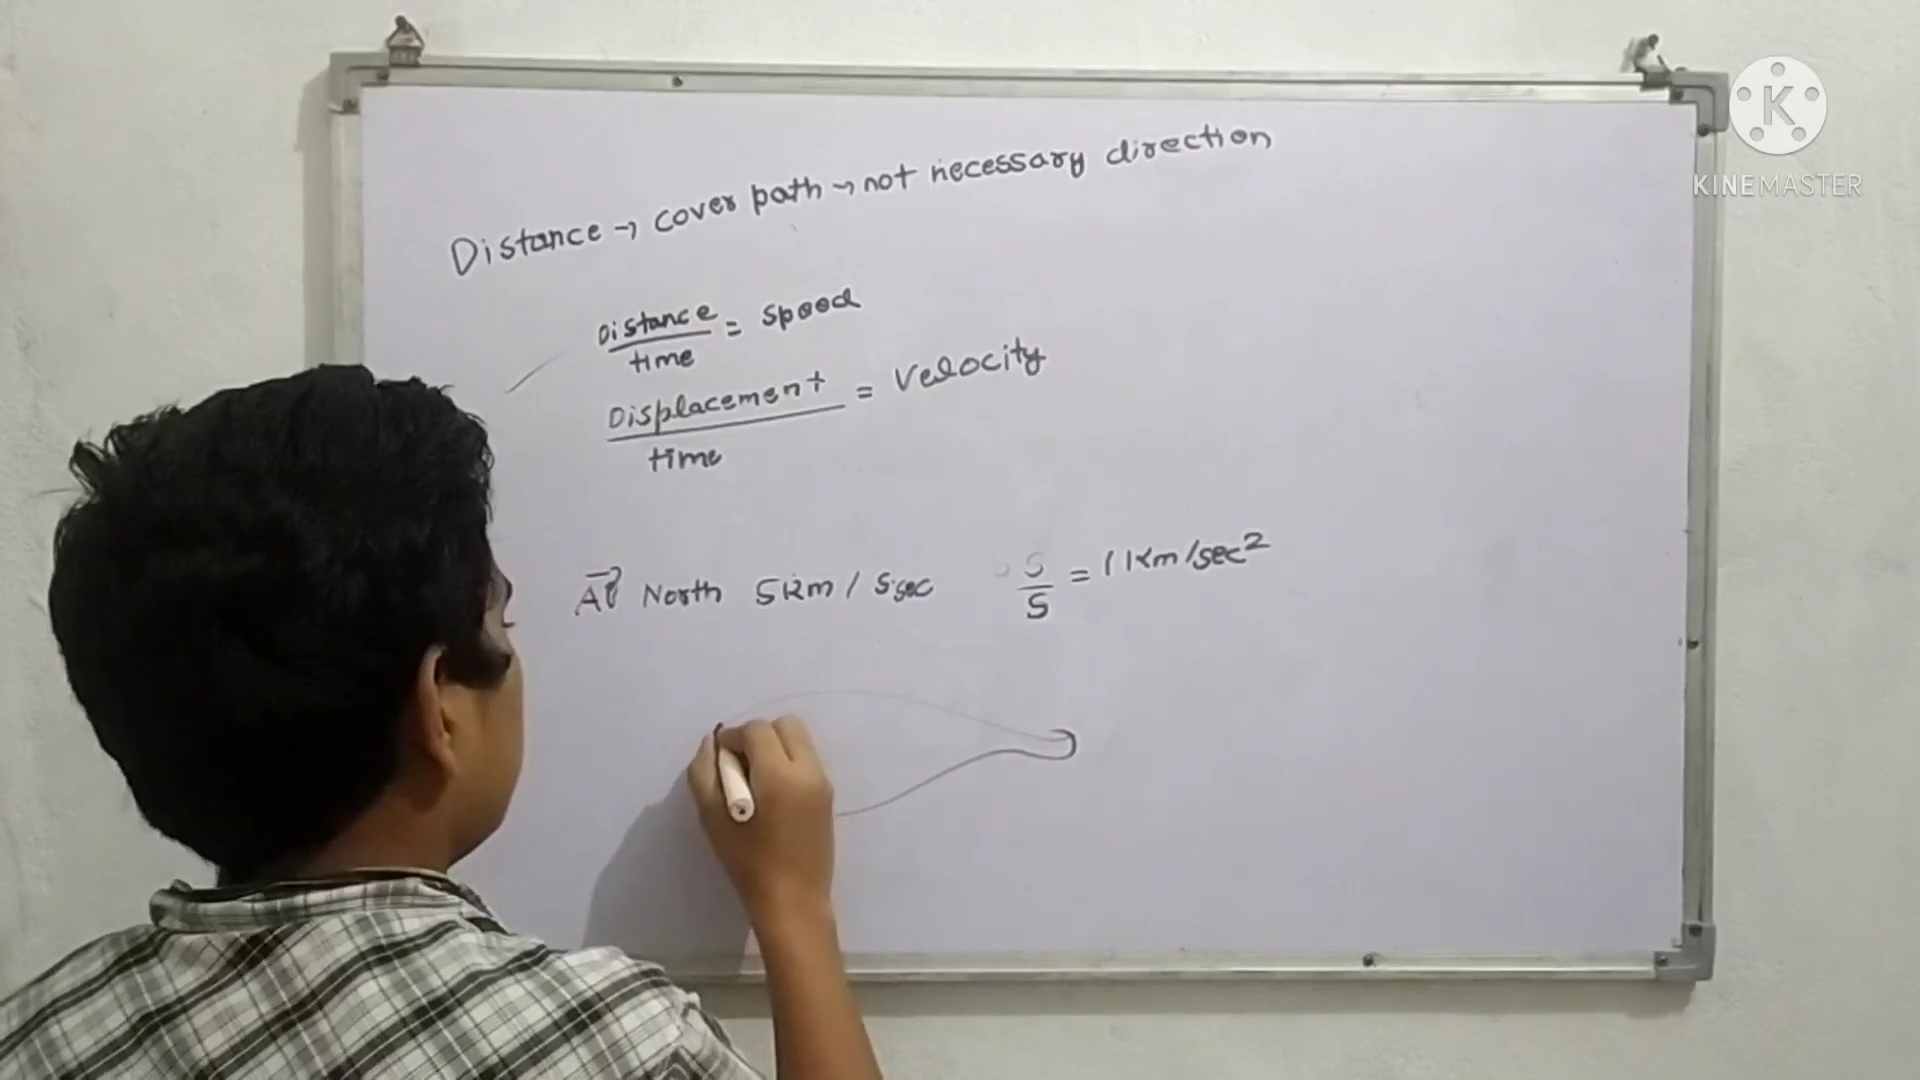 Distance → cover path → not necessary direction
Distance/time = speed
Displacement/time = velocity
North 5km / 5sec 5/5 = 1 km/sec²
K
KINEMASTER